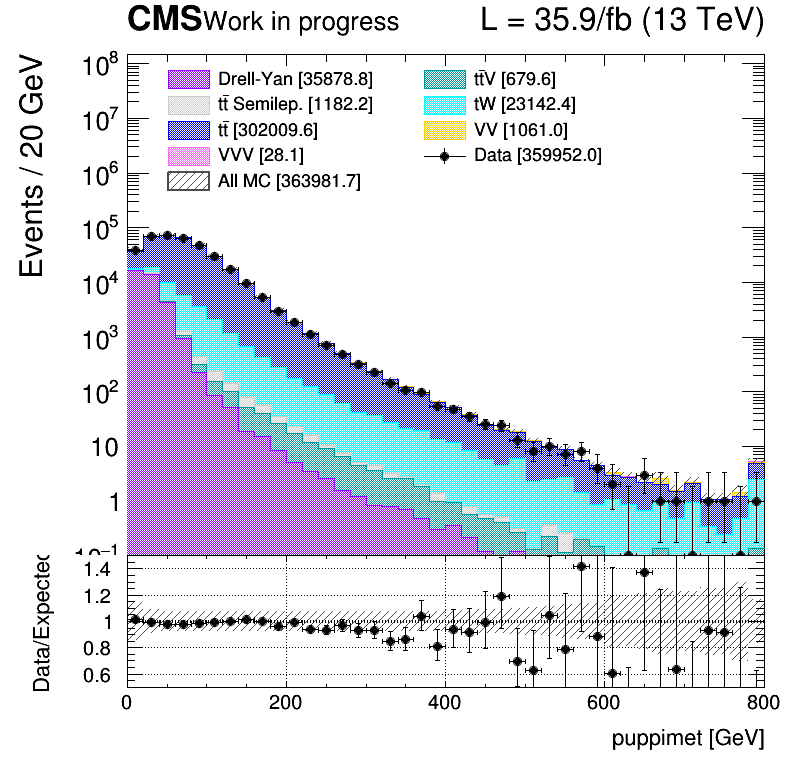 CMS Work in progress L = 35.9/fb (13 TeV)
Events / 20 GeV
10⁸
10⁷
10⁶
10⁵
10⁴
10³
10²
10
1
10⁻¹
Drell-Yan [35878.8]
tt̄ Semilep. [1182.2]
tt̄ [302009.6]
VVV [28.1]
All MC [363981.7]
tt̄V [679.6]
tW [23142.4]
VV [1061.0]
Data [359952.0]
Data/Expected
1.4
1.2
1
0.8
0.6
0 200 400 600 800
puppimet [GeV]